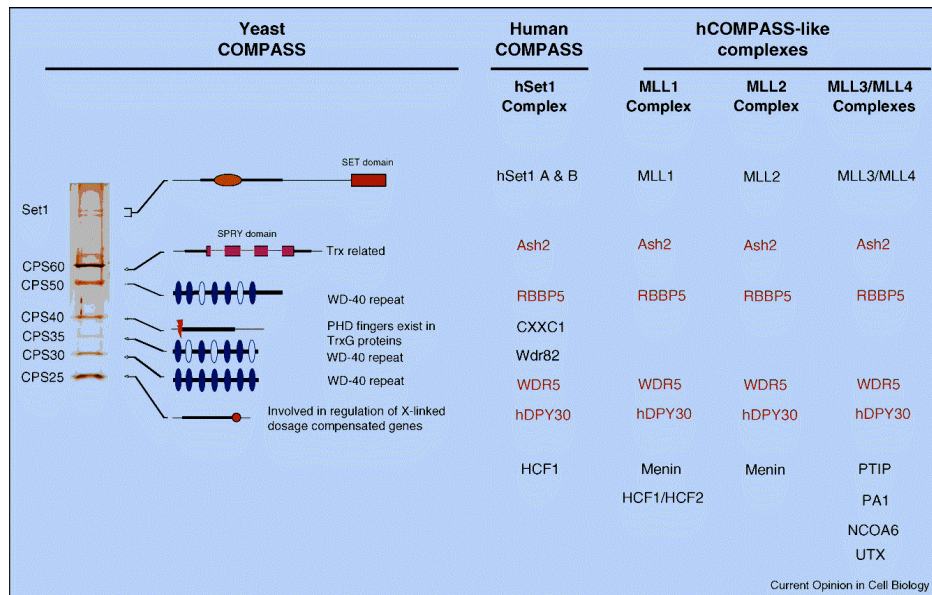 Yeast
COMPASS
Human
COMPASS
hCOMPASS-like
complexes
hSet1
Complex
MLL1
Complex
MLL2
Complex
MLL3/MLL4
Complexes
SET domain
hSet1 A & B
MLL1
MLL2
MLL3/MLL4
Set1
SPRY domain
Trx related
Ash2
Ash2
Ash2
Ash2
CPS60
CPS50
WD-40 repeat
RBBP5
RBBP5
RBBP5
RBBP5
CPS40
PHD fingers exist in
TrxG proteins
CXXC1
CPS35
WD-40 repeat
Wdr82
CPS30
CPS25
WD-40 repeat
WDR5
WDR5
WDR5
WDR5
Involved in regulation of X-linked
dosage compensated genes
hDPY30
hDPY30
hDPY30
hDPY30
HCF1
Menin
Menin
PTIP
HCF1/HCF2
PA1
NCOA6
UTX
Current Opinion in Cell Biology